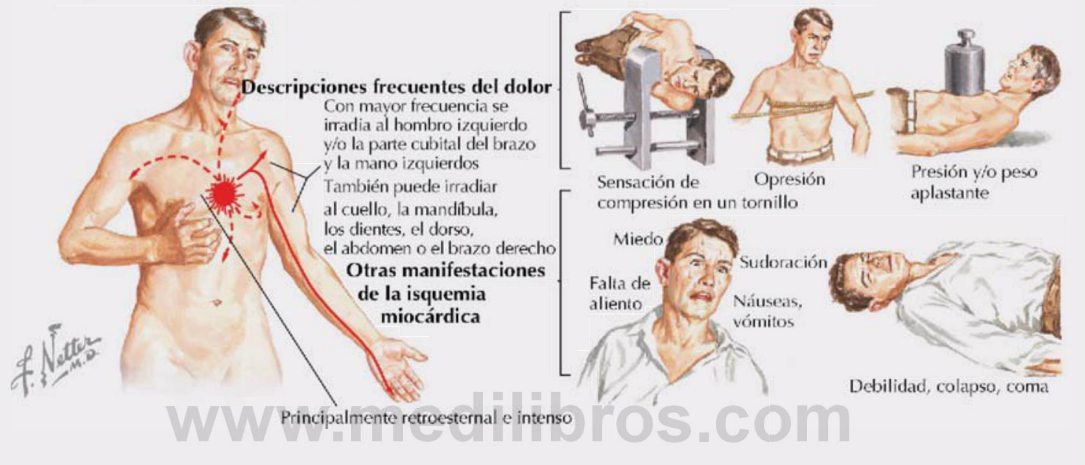 Descripciones frecuentes del dolor
Con mayor frecuencia se
irradia al hombro izquierdo
y/o la parte cubital del brazo
y la mano izquierdos
También puede irradiar
al cuello, la mandíbula,
los dientes, el dorso,
el abdomen o el brazo derecho
Otras manifestaciones
de la isquemia
miocárdica
Principalmente retroesternal e intenso
Sensación de
compresión en un tornillo
Opresión
Presión y/o peso
aplastante
Miedo
Sudoración
Falta de
aliento
Náuseas,
vómitos
Debilidad, colapso, coma
F. Netter
M.D.
www.medilibros.com